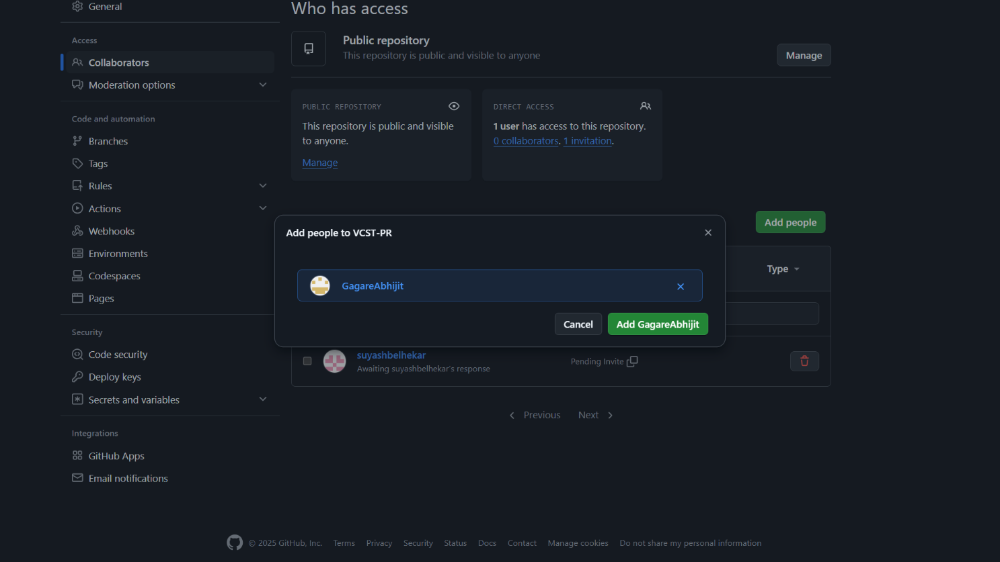 General
Access
Collaborators
Moderation options
Code and automation
Branches
Tags
Rules
Actions
Webhooks
Environments
Codespaces
Pages
Security
Code security
Deploy keys
Secrets and variables
Integrations
GitHub Apps
Email notifications
Who has access
Public repository
This repository is public and visible to anyone
Manage
PUBLIC REPOSITORY
This repository is public and visible
to anyone.
Manage
DIRECT ACCESS
1 user has access to this repository.
0 collaborators. 1 invitation.
Add people
Type
Add people to VCST-PR
GagareAbhijit
Cancel
Add GagareAbhijit
suyashbelhekar
Awaiting suyashbelhekar's response
Pending Invite
Previous Next
© 2025 GitHub, Inc. Terms Privacy Security Status Docs Contact Manage cookies Do not share my personal information